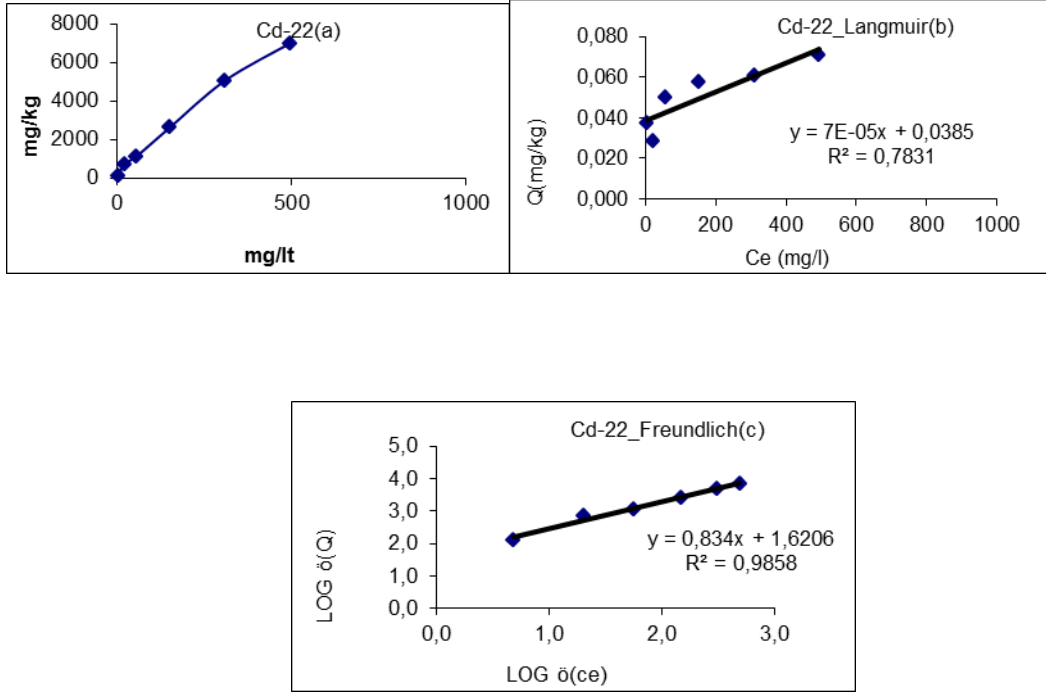 Cd-22(a)
8000
6000
4000
2000
0
0
500
1000
mg/kg
mg/lt
Cd-22_Langmuir(b)
0,080
0,060
0,040
0,020
0,000
y = 7E-05x + 0,0385
R² = 0,7831
0 200 400 600 800 1000
Q(mg/kg)
Ce (mg/l)
Cd-22_Freundlich(c)
5,0
4,0
3,0
2,0
1,0
0,0
y = 0,834x + 1,6206
R² = 0,9858
0,0 1,0 2,0 3,0
LOG ö(Q)
LOG ö(ce)